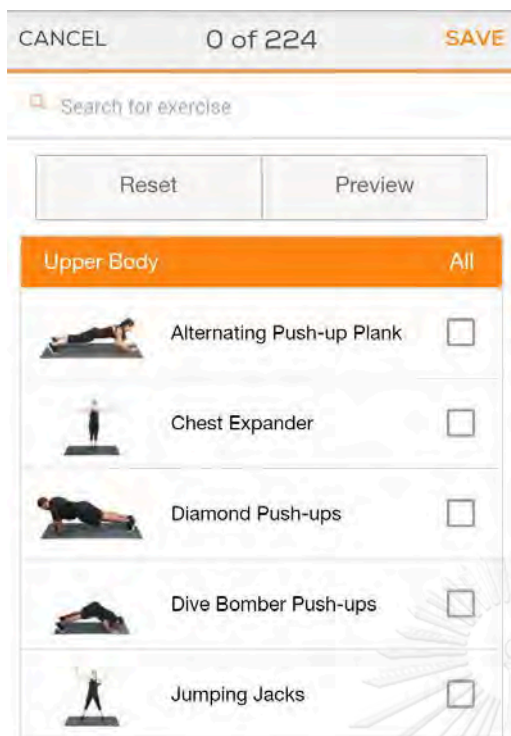 CANCEL 0 of 224 SAVE
Search for exercise
Reset Preview
Upper Body All
Alternating Push-up Plank
Chest Expander
Diamond Push-ups
Dive Bomber Push-ups
Jumping Jacks